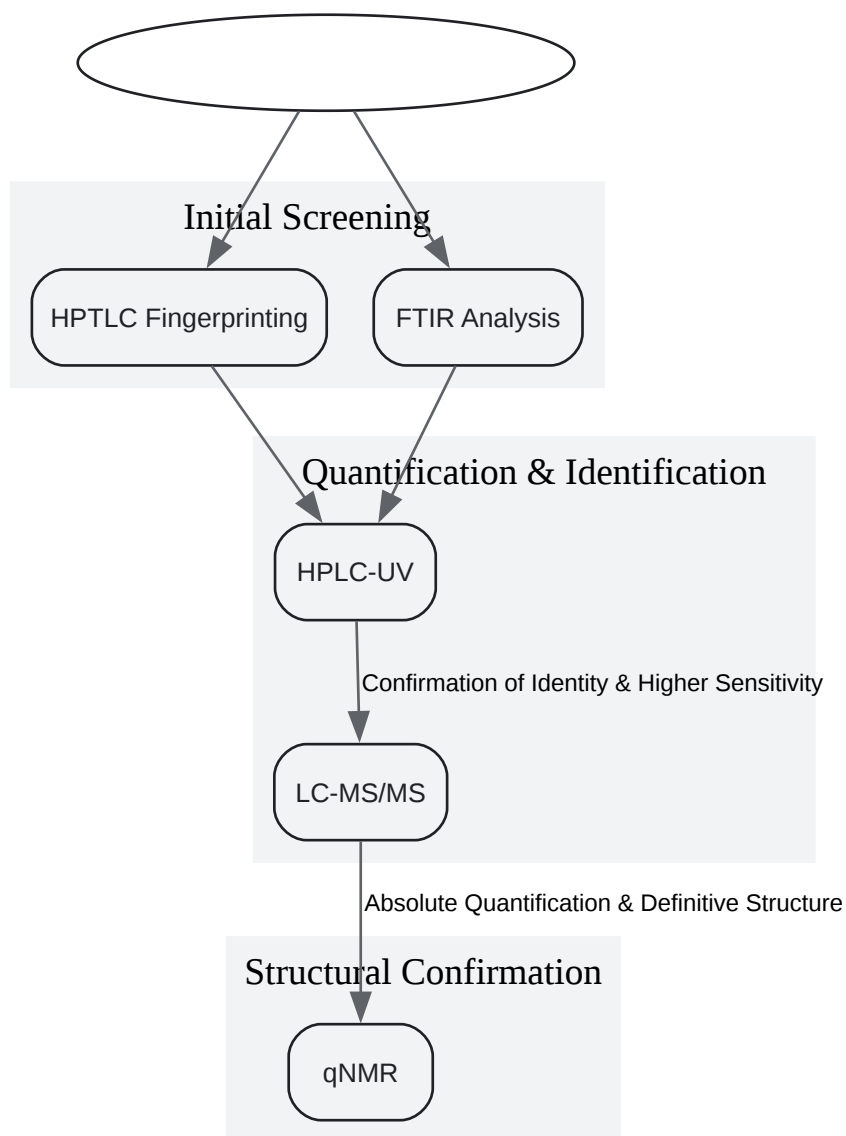 Initial Screening
HPTLC Fingerprinting
FTIR Analysis
Quantification & Identification
HPLC-UV
Confirmation of Identity & Higher Sensitivity
LC-MS/MS
Absolute Quantification & Definitive Structure
Structural Confirmation
qNMR